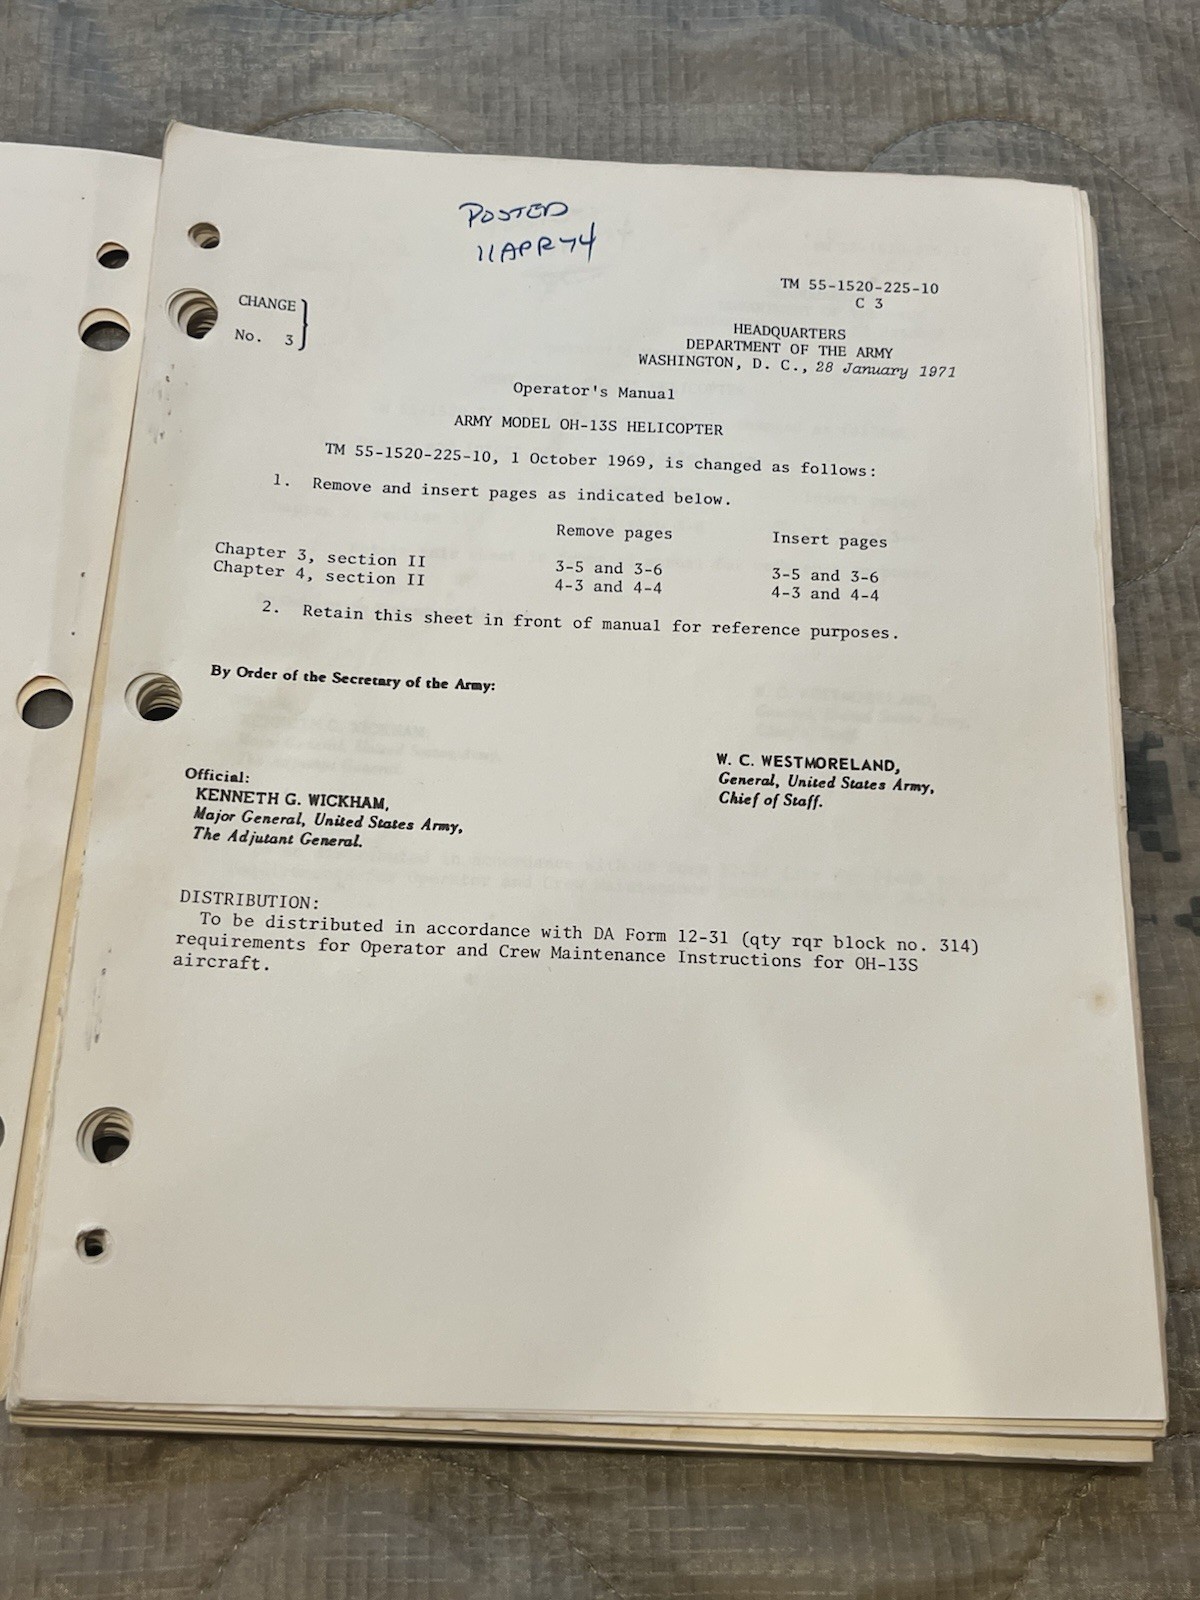 POSTED
11 APR 74
TM 55-1520-225-10
C 3
CHANGE
No. 3
HEADQUARTERS
DEPARTMENT OF THE ARMY
WASHINGTON, D. C., 28 January 1971
Operator's Manual
ARMY MODEL OH-13S HELICOPTER
TM 55-1520-225-10, 1 October 1969, is changed as follows:
1. Remove and insert pages as indicated below.
Remove pages Insert pages
Chapter 3, section II 3-5 and 3-6 3-5 and 3-6
Chapter 4, section II 4-3 and 4-4 4-3 and 4-4
2. Retain this sheet in front of manual for reference purposes.
By Order of the Secretary of the Army:
W. C. WESTMORELAND,
General, United States Army,
Chief of Staff.
Official:
KENNETH G. WICKHAM,
Major General, United States Army,
The Adjutant General.
DISTRIBUTION:
To be distributed in accordance with DA Form 12-31 (qty rqr block no. 314)
requirements for Operator and Crew Maintenance Instructions for OH-13S
aircraft.